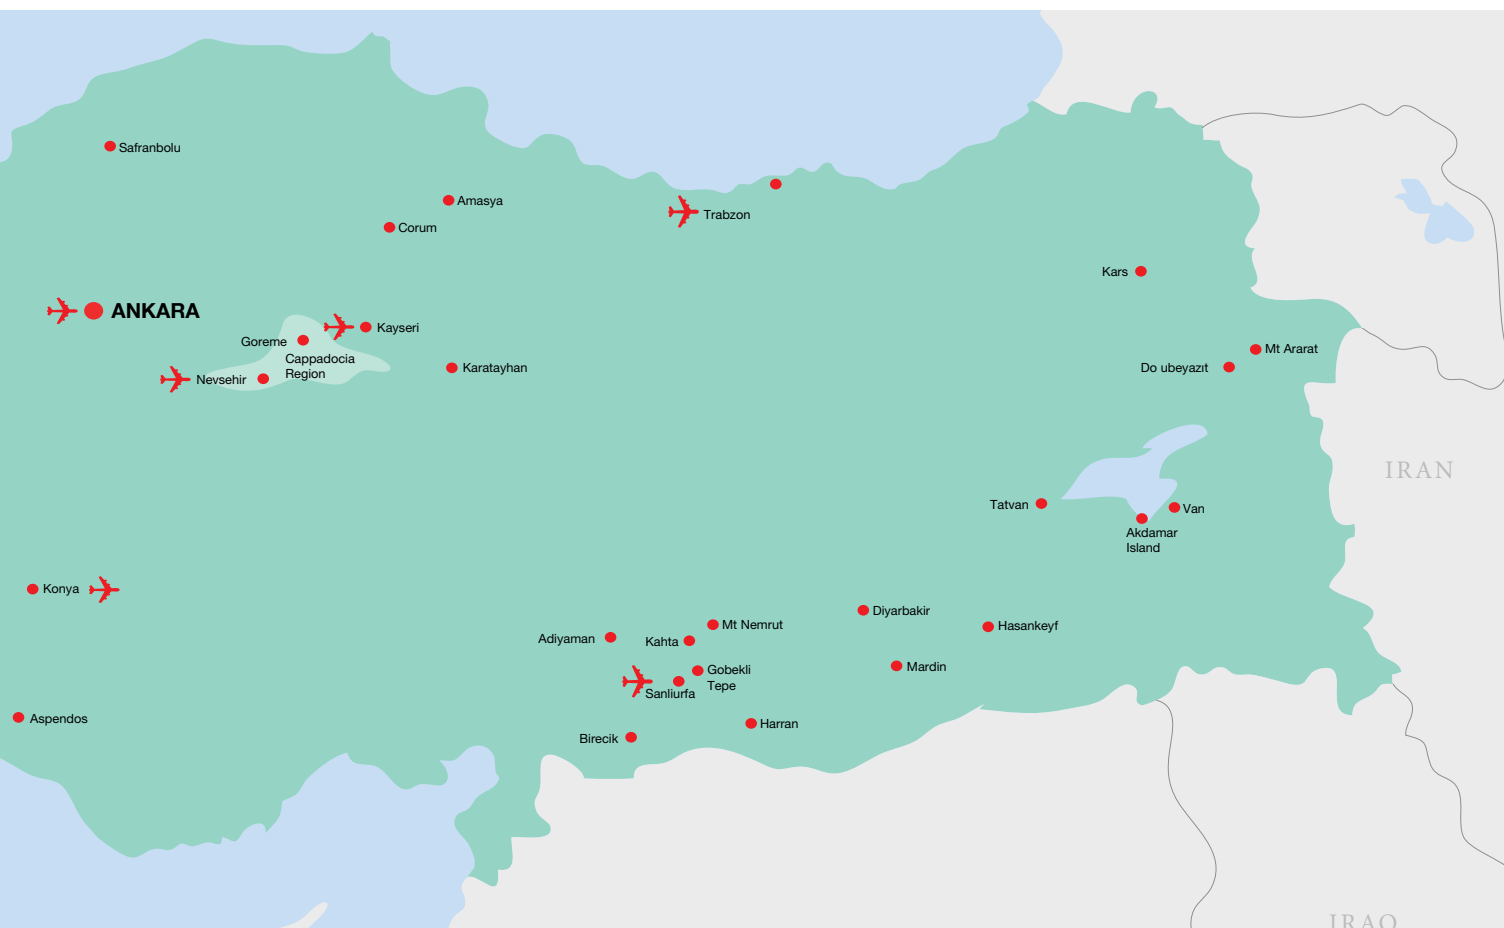 Safranbolu
Amasya
Corum
Trabzon
Kars
ANKARA
Kayseri
Goreme
Cappadocia
Region
Nevsehir
Karatayhan
Mt Ararat
Do ubeyazıt
IRAN
Tatvan
Van
Akdamar
Island
Konya
Diyarbakir
Hasankeyf
Mt Nemrut
Adiyaman
Kahta
Mardin
Gobekli
Tepe
Sanliurfa
Aspendos
Harran
Birecik
IRAQ